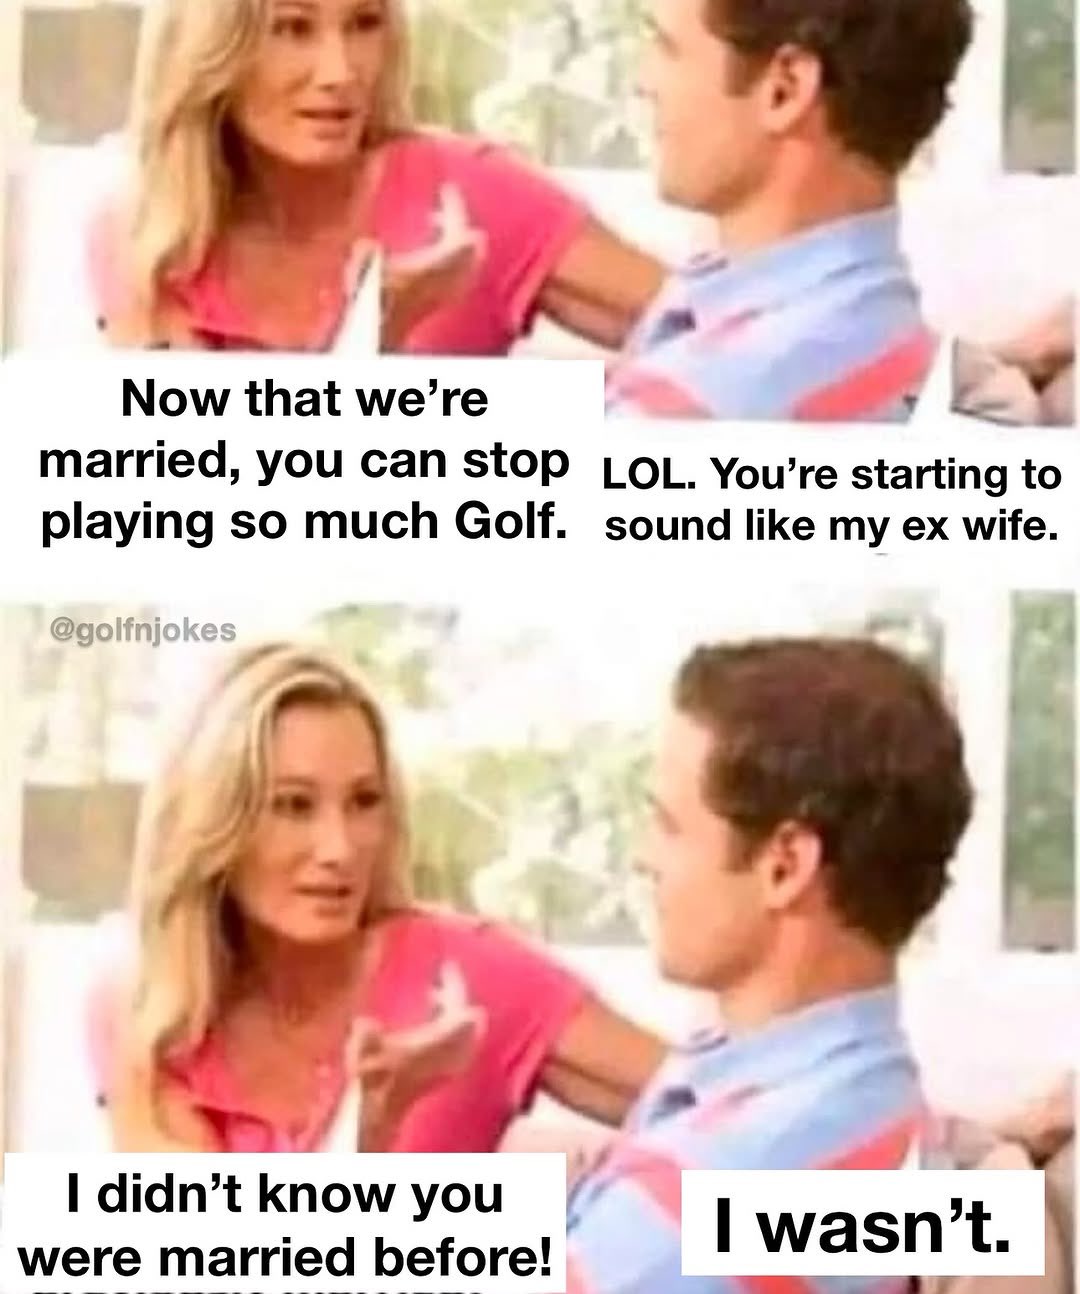 Now that we're
married, you can stop
playing so much Golf.
LOL. You're starting to
sound like my ex wife.
@golfnjokes
I didn't know you
were married before!
I wasn't.